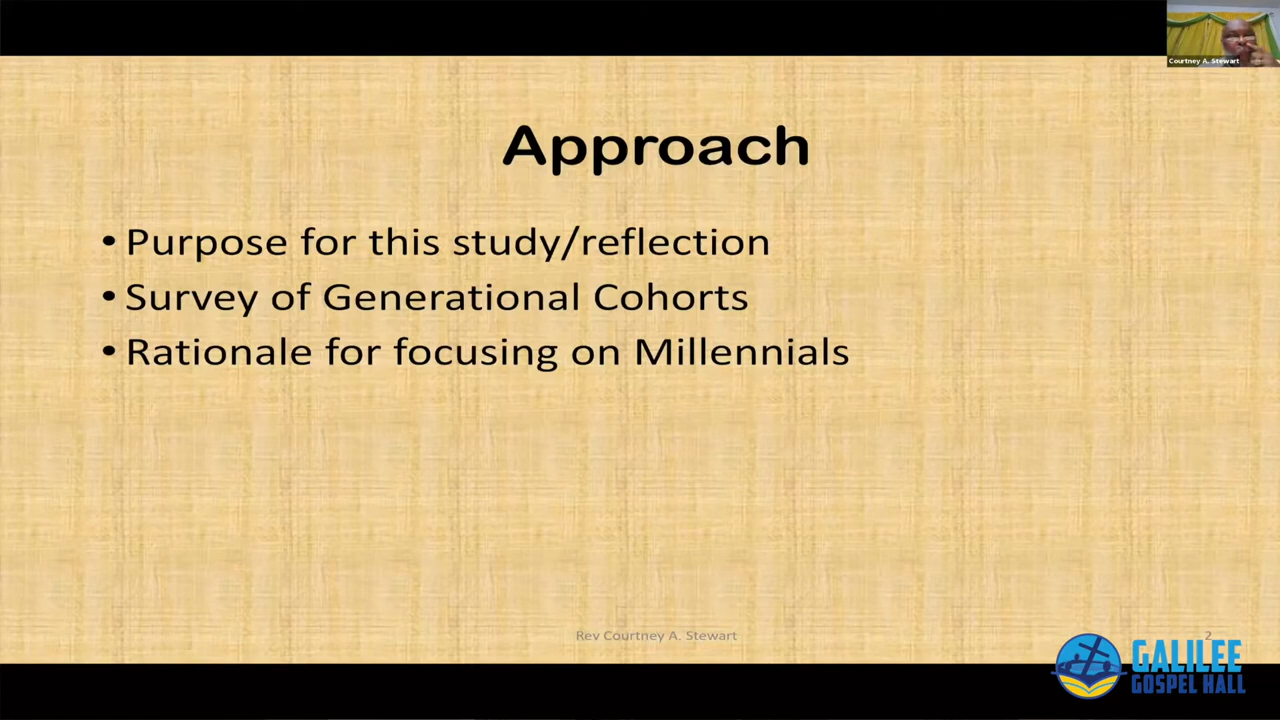 Courtney A. Stewart
Approach
• Purpose for this study/reflection
• Survey of Generational Cohorts
• Rationale for focusing on Millennials
Rev Courtney A. Stewart
2
GALILEE
GOSPEL HALL